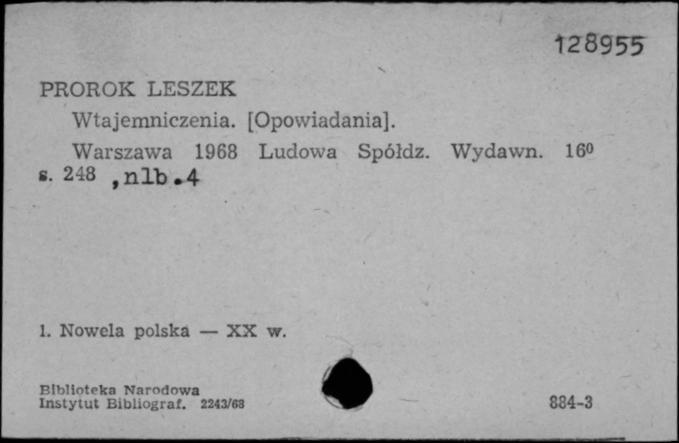 128955
PROROK LESZEK
Wtajemniczenia. [Opowiadania].
Warszawa 1968 Ludowa Spółdz. Wydawn. 16⁰
s. 248 ,nlb.4
1. Nowela polska — XX w.
Biblioteka Narodowa
Instytut Bibliograf. 2243/68
884-3